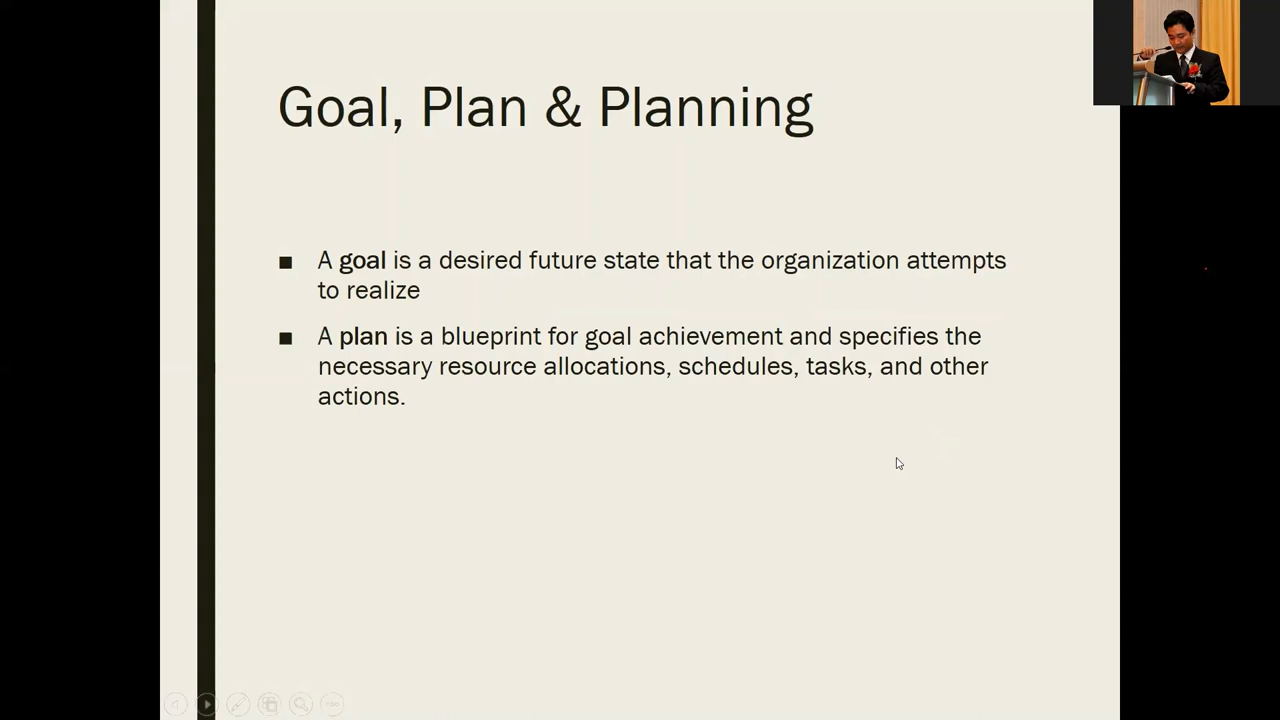 Goal, Plan & Planning
■ A goal is a desired future state that the organization attempts
to realize
■ A plan is a blueprint for goal achievement and specifies the
necessary resource allocations, schedules, tasks, and other
actions.